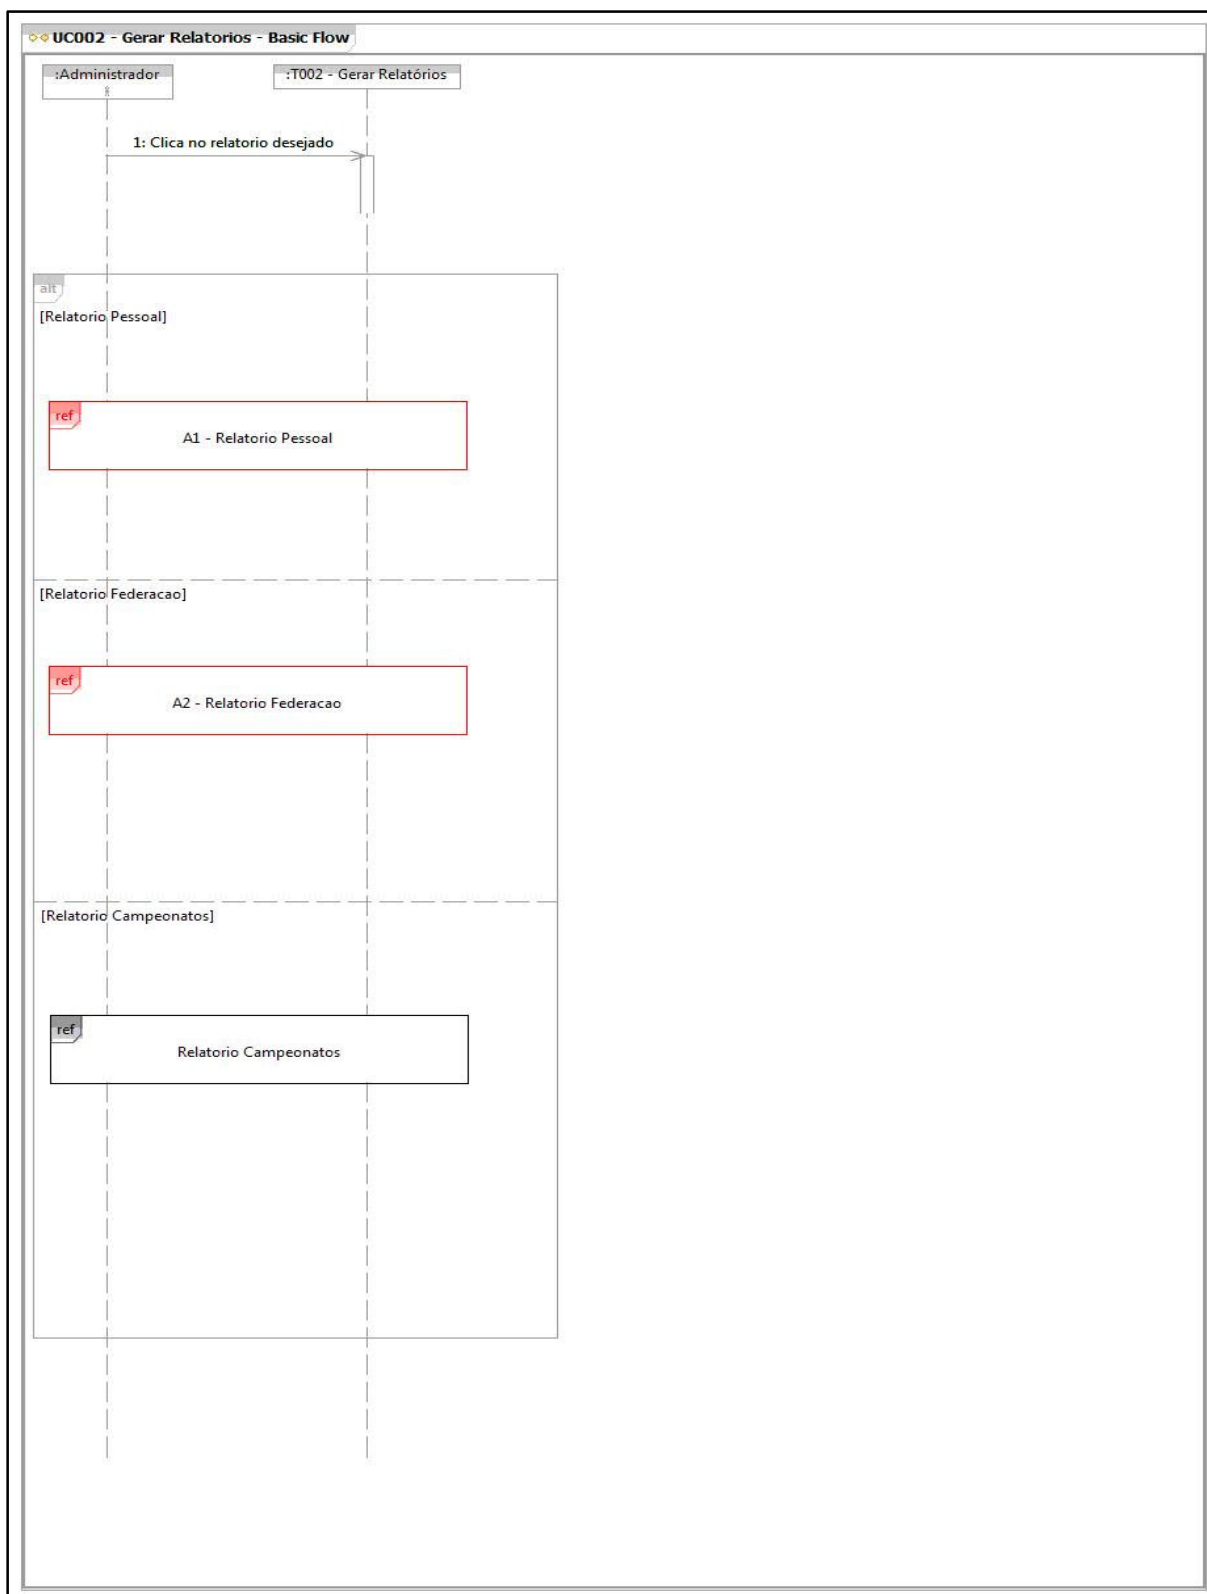 UC002 - Gerar Relatorios - Basic Flow
:Administrador
:T002 - Gerar Relatórios
1: Clica no relatorio desejado
alt
[Relatorio Pessoal]
ref
A1 - Relatorio Pessoal
[Relatorio Federacao]
ref
A2 - Relatorio Federacao
[Relatorio Campeonatos]
ref
Relatorio Campeonatos